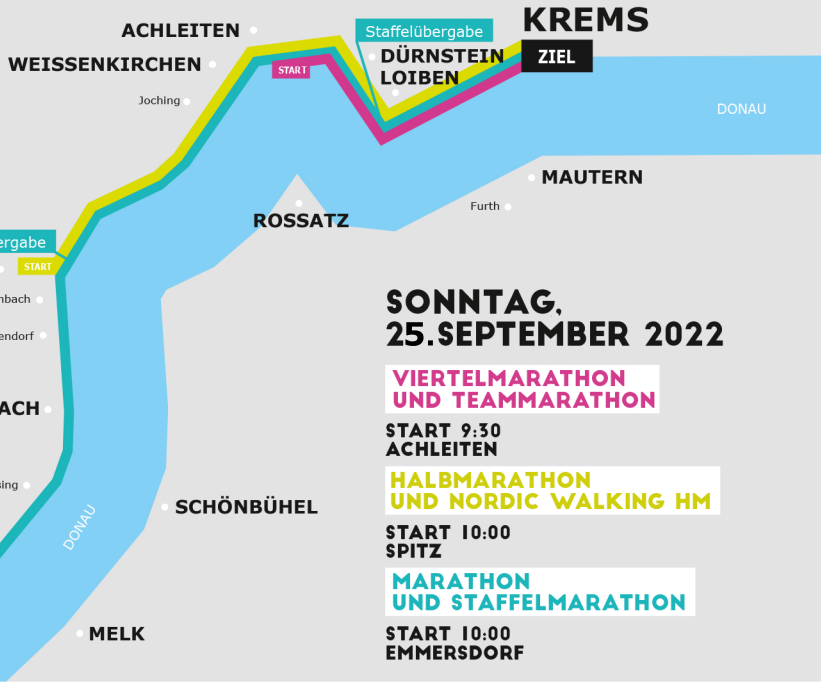 KREMS
ACHLEITEN
Staffelübergabe
DÜRNSTEIN
ZIEL
WEISSENKIRCHEN
START
LOIBEN
Joching
DONAU
MAUTERN
Furth
ROSSATZ
ergabe
START
nbach
endorf
ACH
sing
DONAU
SCHÖNBÜHEL
MELK
SONNTAG,
25.SEPTEMBER 2022
VIERTELMARATHON
UND TEAMMARATHON
START 9:30
ACHLEITEN
HALBMARATHON
UND NORDIC WALKING HM
START 10:00
SPITZ
MARATHON
UND STAFFELMARATHON
START 10:00
EMMERSDORF